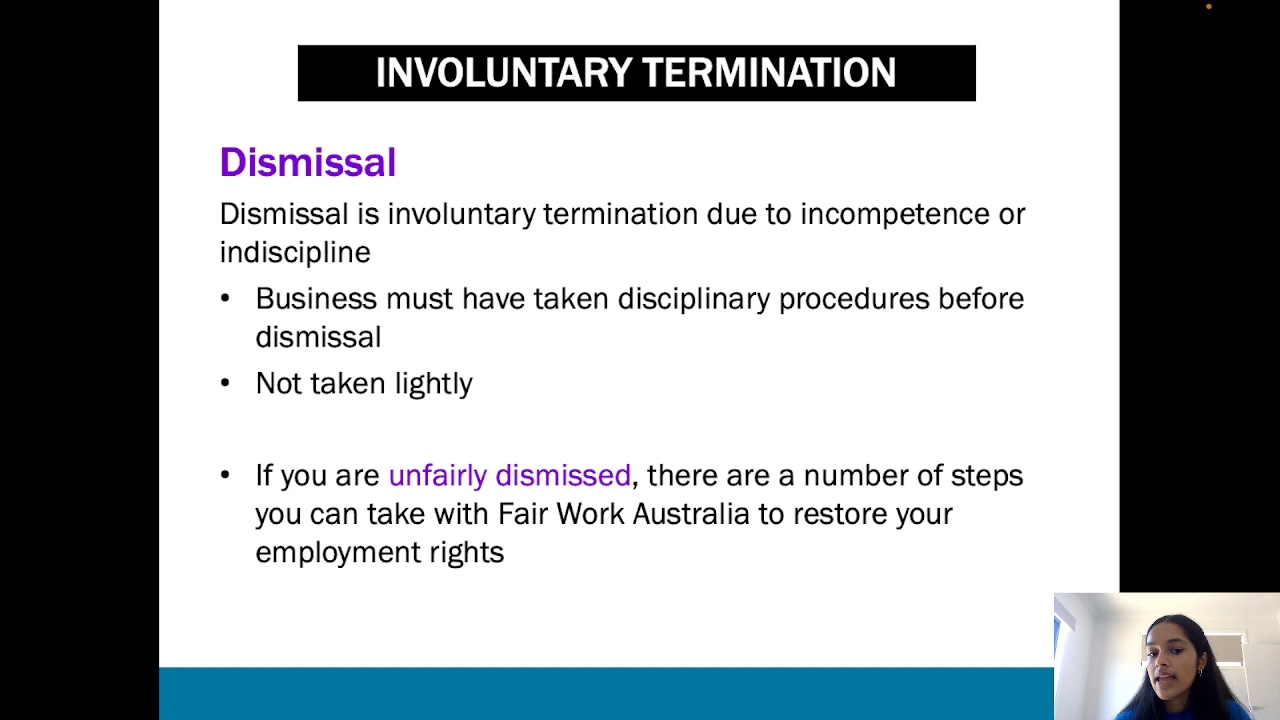 INVOLUNTARY TERMINATION
Dismissal
Dismissal is involuntary termination due to incompetence or
indiscipline
• Business must have taken disciplinary procedures before
dismissal
• Not taken lightly
• If you are unfairly dismissed, there are a number of steps
you can take with Fair Work Australia to restore your
employment rights